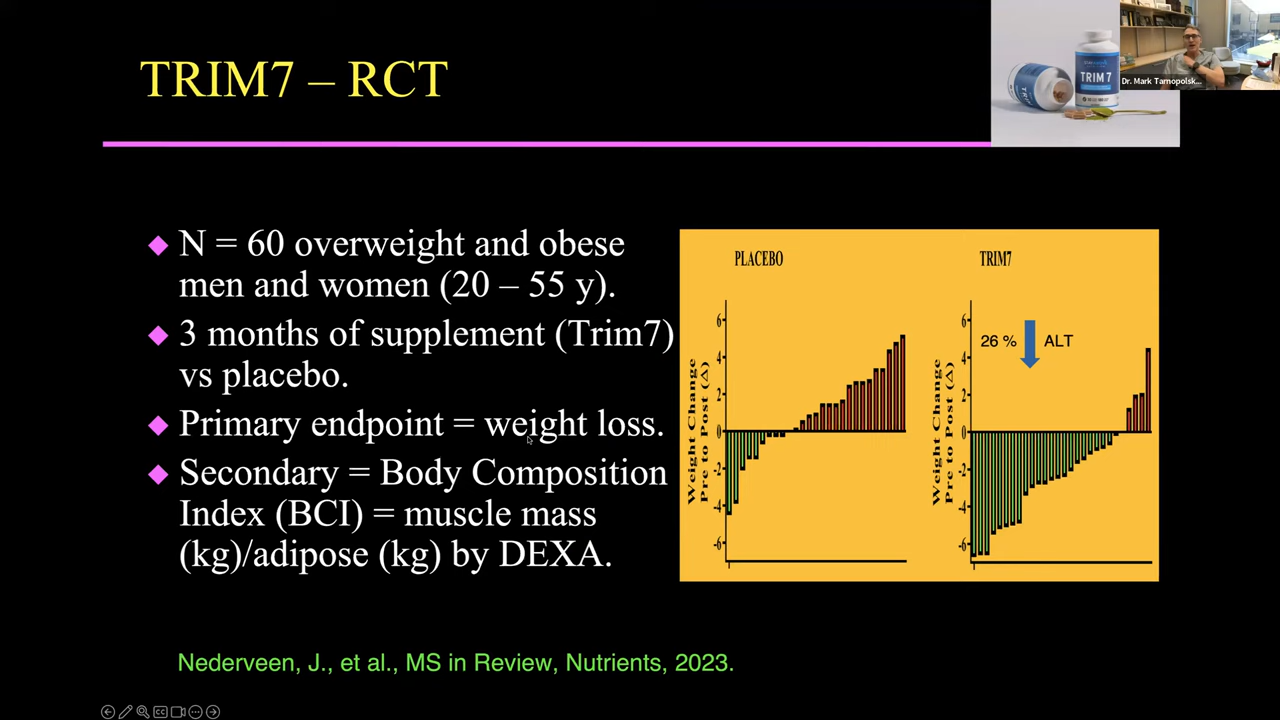 TRIM7 – RCT
TRIM 7
Dr. Mark Tarnopolsk...
◆ N = 60 overweight and obese
men and women (20 – 55 y).
◆ 3 months of supplement (Trim7)
vs placebo.
◆ Primary endpoint = weight loss.
◆ Secondary = Body Composition
Index (BCI) = muscle mass
(kg)/adipose (kg) by DEXA.
PLACEBO
Weight Change
Pre to Post (Δ)
6
4
2
0
-2
-4
-6
TRIM7
26 %
ALT
Weight Change
Pre to Post (Δ)
6
4
2
0
-2
-4
-6
Nederveen, J., et al., MS in Review, Nutrients, 2023.